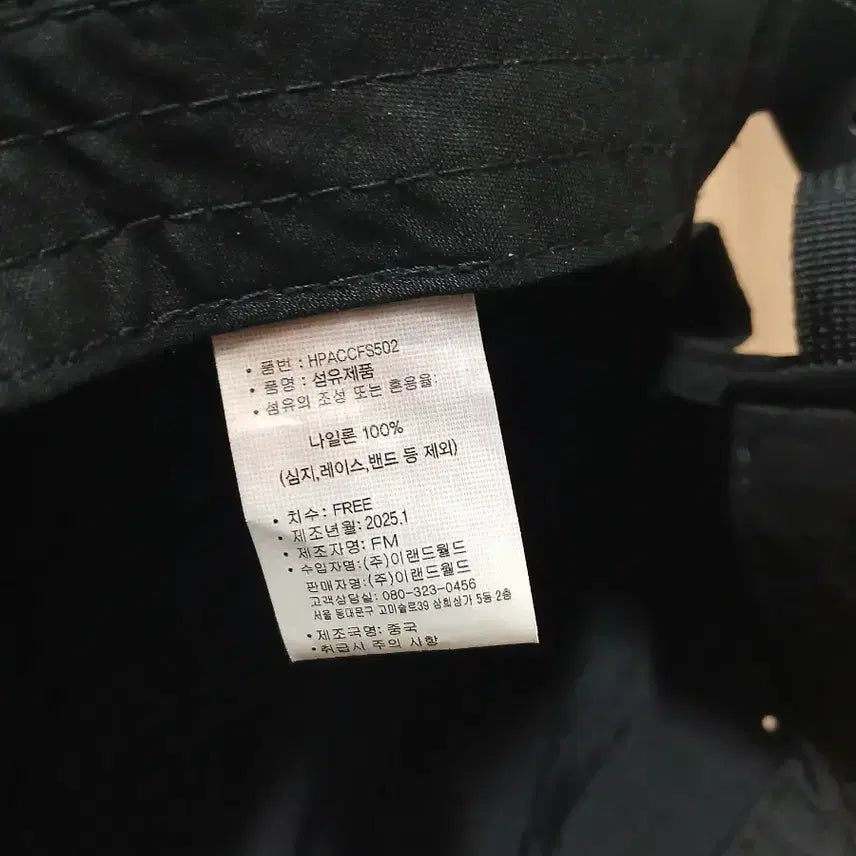 • 품번 : HPACCFS502
• 품명 : 섬유제품
• 섬유의 조성 또는 혼용율:
나일론 100%
(심지,레이스,밴드 등 제외)
• 치수 : FREE
• 제조년월: 2025.1
• 제조자명: FM
• 수입자명:(주)이랜드월드
판매자명:(주)이랜드월드
고객상담실: 080-323-0456
서울 동대문구 고미술로39 삼희상가 5동 2층
• 제조국명: 중국
• 취급시 주의 사항